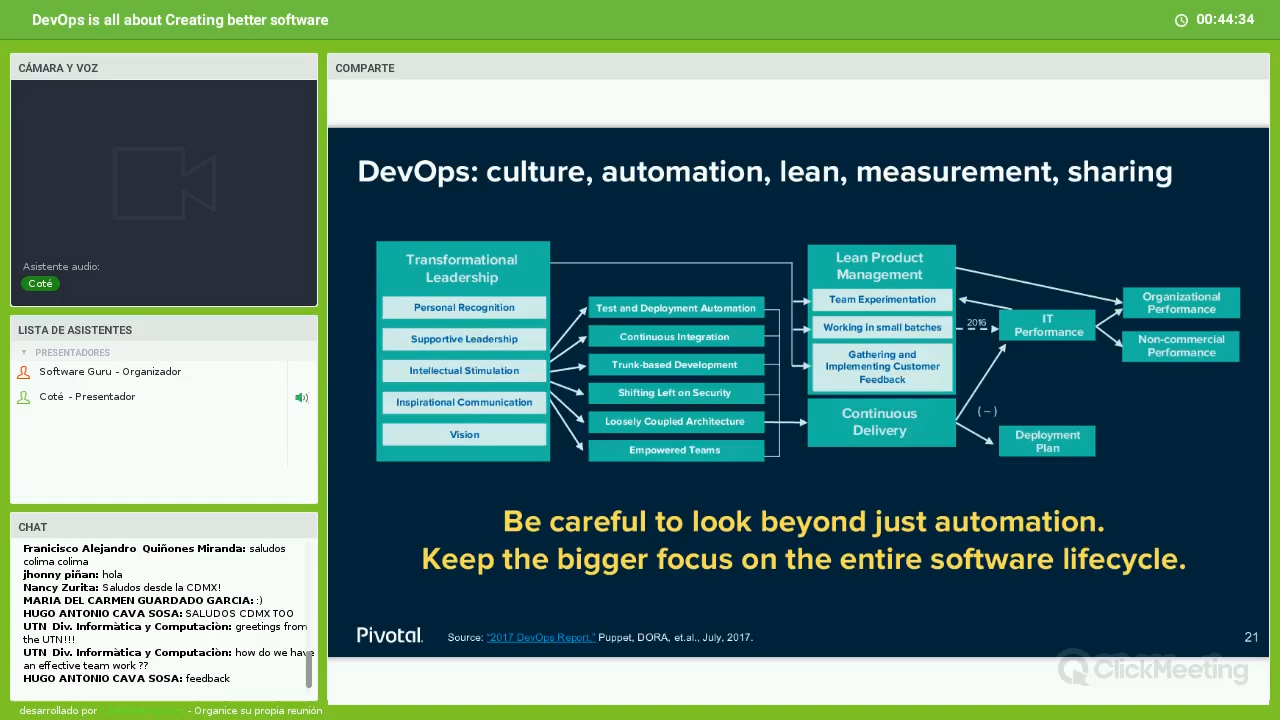 DevOps is all about Creating better software
00:44:34
CÁMARA Y VOZ
Asistente audio:
Coté
LISTA DE ASISTENTES
PRESENTADORES
Software Guru - Organizador
Coté - Presentador
CHAT
Francisco Alejandro Quiñones Miranda: saludos
colima colima
jhonny piñan: hola
Nancy Zurita: Saludos desde la CDMX!
MARIA DEL CARMEN GUARDADO GARCIA: :)
HUGO ANTONIO CAVA SOSA: SALUDOS CDMX TOO
UTN Div. Informàtica y Computaciòn: greetings from
the UTN!!!
UTN Div. Informàtica y Computaciòn: how do we have
an effective team work ??
HUGO ANTONIO CAVA SOSA: feedback
desarrollado por
- Organice su propia reunión
COMPARTE
DevOps: culture, automation, lean, measurement, sharing
Transformational
Leadership
Personal Recognition
Supportive Leadership
Intellectual Stimulation
Inspirational Communication
Vision
Test and Deployment Automation
Continuous Integration
Trunk-based Development
Shifting Left on Security
Loosely Coupled Architecture
Empowered Teams
Lean Product
Management
Team Experimentation
Working in small batches
Gathering and
Implementing Customer
Feedback
Continuous
Delivery
2016
IT
Performance
(–)
Deployment
Plan
Organizational
Performance
Non-commercial
Performance
Be careful to look beyond just automation.
Keep the bigger focus on the entire software lifecycle.
Pivotal.
Source: "2017 DevOps Report," Puppet, DORA, et.al., July, 2017.
21
ClickMeeting